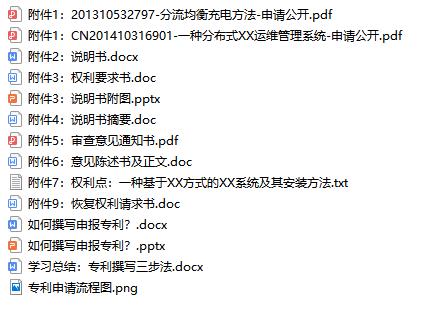 附件1：201310532797-分流均衡充电方法-申请公开.pdf
附件1：CN201410316901-一种分布式XX运维管理系统-申请公开.pdf
附件2：说明书.docx
附件3：权利要求书.doc
附件3：说明书附图.pptx
附件4：说明书摘要.doc
附件5：审查意见通知书.pdf
附件6：意见陈述书及正文.doc
附件7：权利点：一种基于XX方式的XX系统及其安装方法.txt
附件9：恢复权利请求书.doc
如何撰写申报专利？.docx
如何撰写申报专利？.pptx
学习总结：专利撰写三步法.docx
专利申请流程图.png